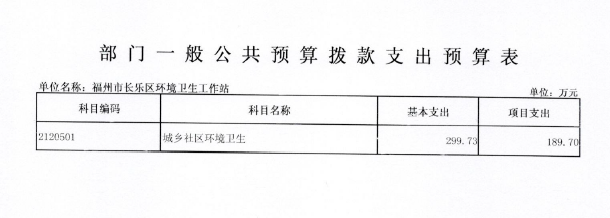 部门一般公共预算拨款支出预算表
单位名称：福州市长乐区环境卫生工作站 单位：万元
科目编码 科目名称 基本支出 项目支出
2120501 城乡社区环境卫生 299.73 189.70